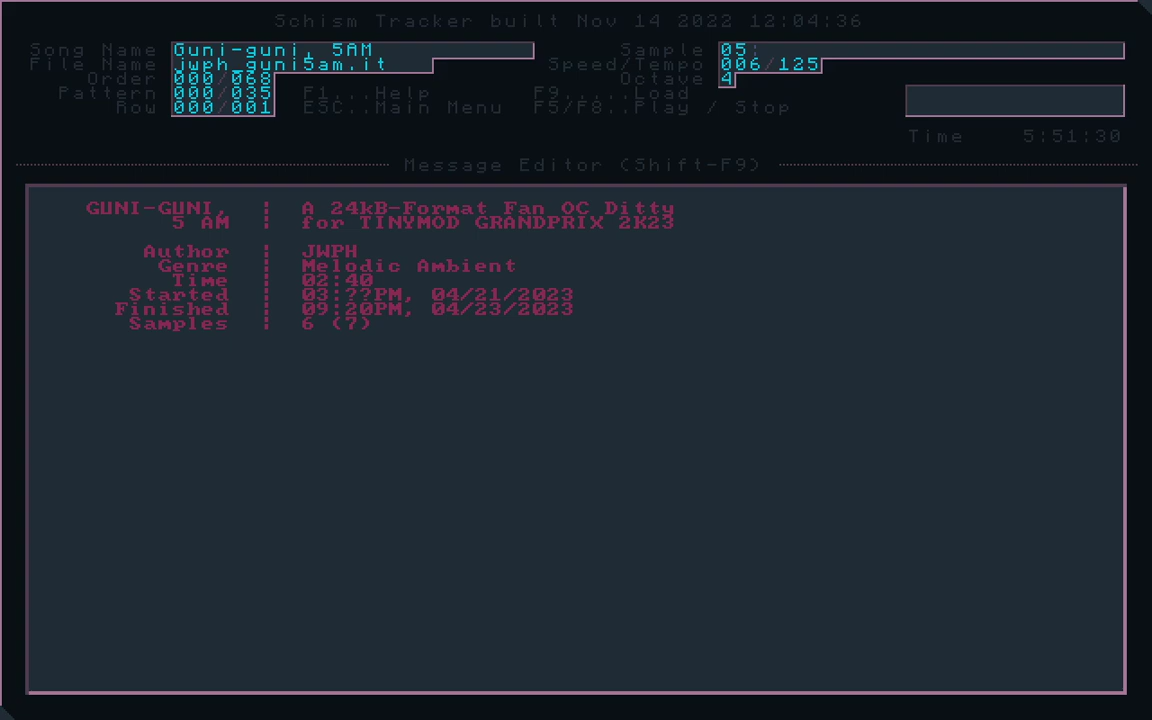 Schism Tracker built Nov 14 2022 12:04:36
Song Name Guni-guni, 5AM Sample 05:
File Name jwph_guni5am.it Speed/Tempo 006/125
Order 000/068 Octave 4
Pattern 000/035 F1...Help F9.....Load
Row 000/001 ESC..Main Menu F5/F8..Play / Stop
Time 5:51:30
Message Editor (Shift-F9)
GUNI-GUNI, | A 24kB-Format Fan OC Ditty
5 AM | for TINYMOD GRANDPRIX 2K23
Author | JWPH
Genre | Melodic Ambient
Time | 02:40
Started | 03:??PM, 04/21/2023
Finished | 09:20PM, 04/23/2023
Samples | 6 (7)